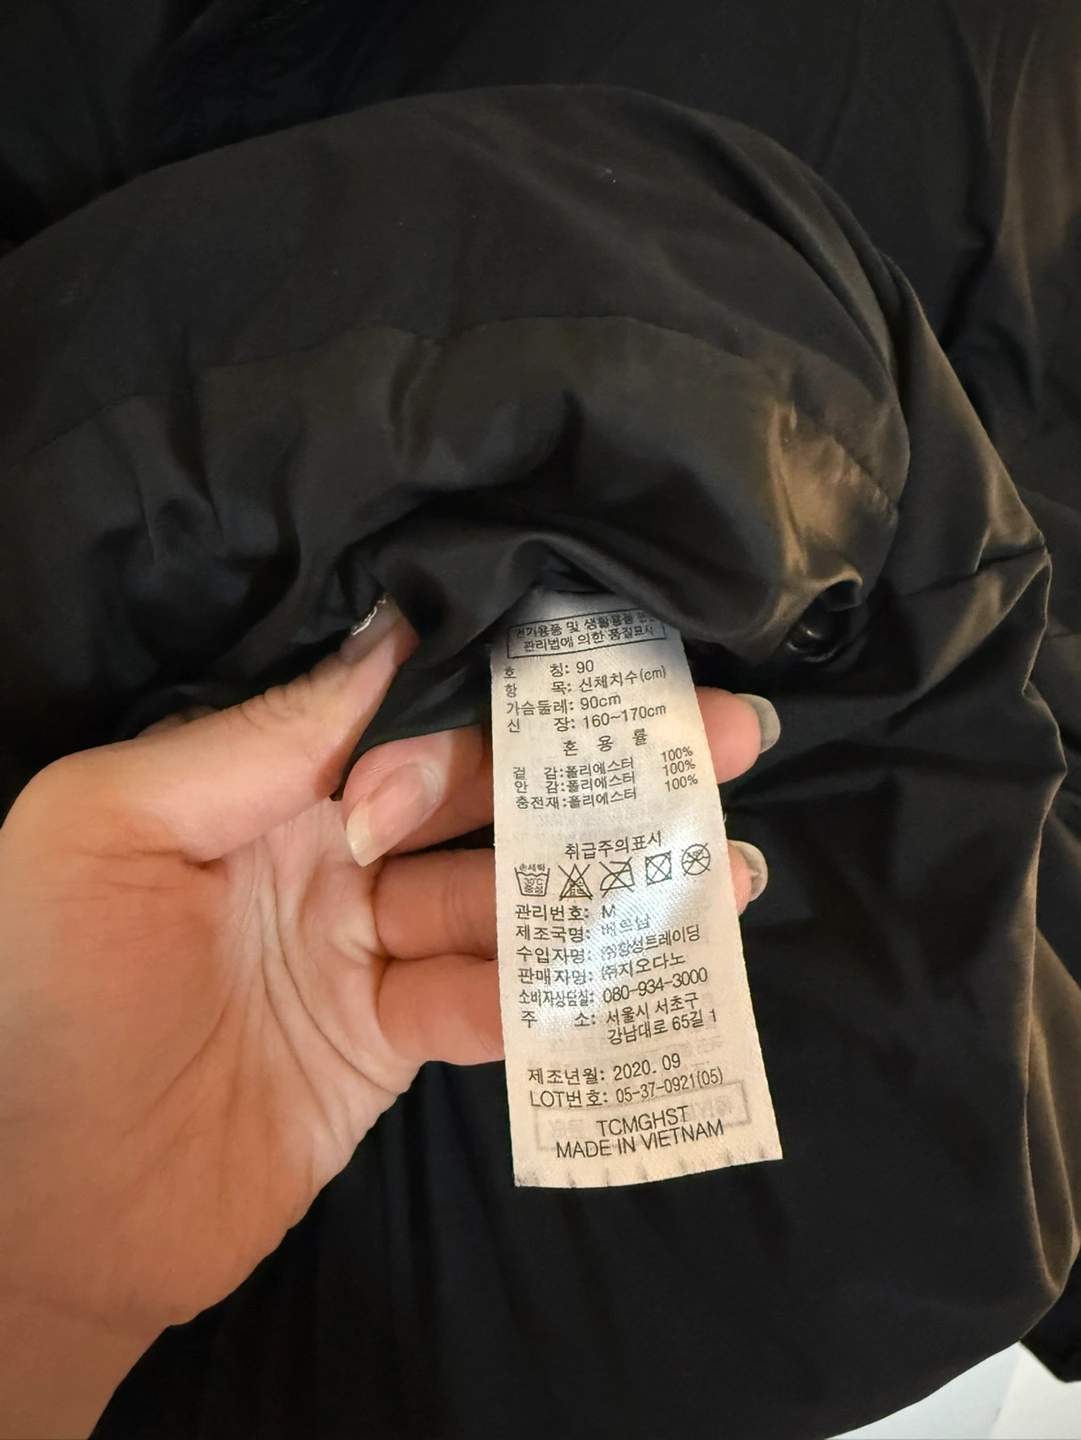 전기용품 및 생활용품 안전
관리법에 의한 품질표시
호 칭: 90
항 목: 신체치수(cm)
가슴둘레: 90cm
신 장: 160~170cm
혼 용 률
겉 감:폴리에스터 100%
안 감:폴리에스터 100%
충전재:폴리에스터 100%
취급주의표시
손세탁
관리번호: M
제조국명: 베트남
수입자명: ㈜창성트레이딩
판매자명: ㈜지오다노
소비자상담실: 080-934-3000
주 소: 서울시 서초구
강남대로 65길 1
제조년월: 2020. 09
LOT번호: 05-37-0921(05)
TCMGHST
MADE IN VIETNAM